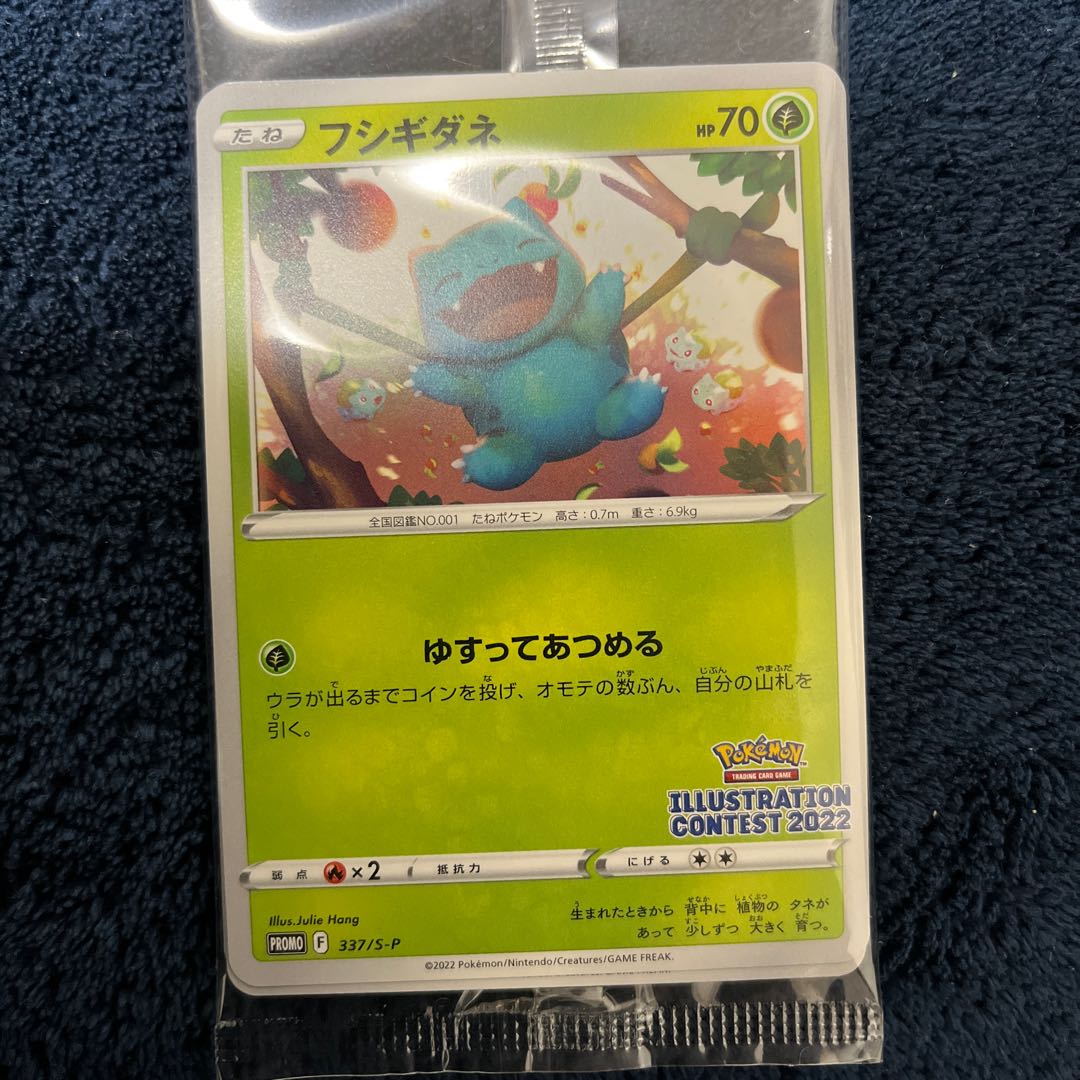 たね フシギダネ HP 70
全国図鑑NO.001 たねポケモン 高さ：0.7m 重さ：6.9kg
ゆすってあつめる
ウラが出るまでコインを投げ、オモテの数ぶん、自分の山札を
引く。
Pokémon
TRADING CARD GAME
ILLUSTRATION
CONTEST 2022
弱点 ×2 抵抗力 にげる
Illus.Julie Hang
生まれたときから 背中に 植物の タネが
あって 少しずつ 大きく 育つ。
PROMO F 337/S-P
©2022 Pokémon/Nintendo/Creatures/GAME FREAK.